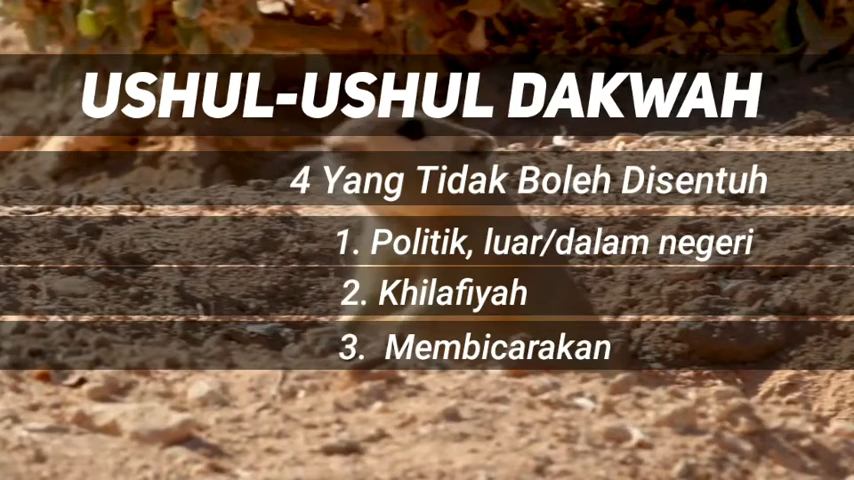 USHUL-USHUL DAKWAH
4 Yang Tidak Boleh Disentuh
1. Politik, luar/dalam negeri
2. Khilafiyah
3. Membicarakan